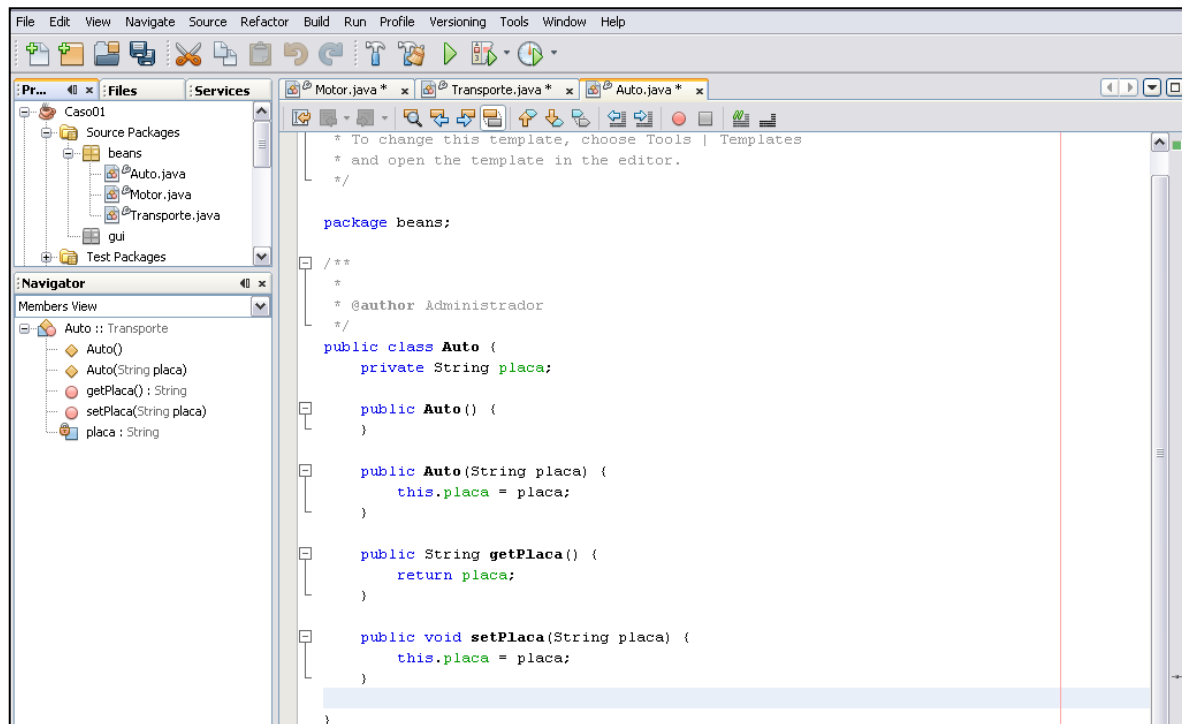 File Edit View Navigate Source Refactor Build Run Profile Versioning Tools Window Help
Pr... Files Services
Caso01
Source Packages
beans
Auto.java
Motor.java
Transporte.java
gui
Test Packages
Navigator
Members View
Auto :: Transporte
Auto()
Auto(String placa)
getPlaca() : String
setPlaca(String placa)
placa : String
Motor.java * Transporte.java * Auto.java *
* To change this template, choose Tools | Templates
* and open the template in the editor.
*/
package beans;
/**
*
* @author Administrador
*/
public class Auto {
private String placa;
public Auto() {
}
public Auto(String placa) {
this.placa = placa;
}
public String getPlaca() {
return placa;
}
public void setPlaca(String placa) {
this.placa = placa;
}
}